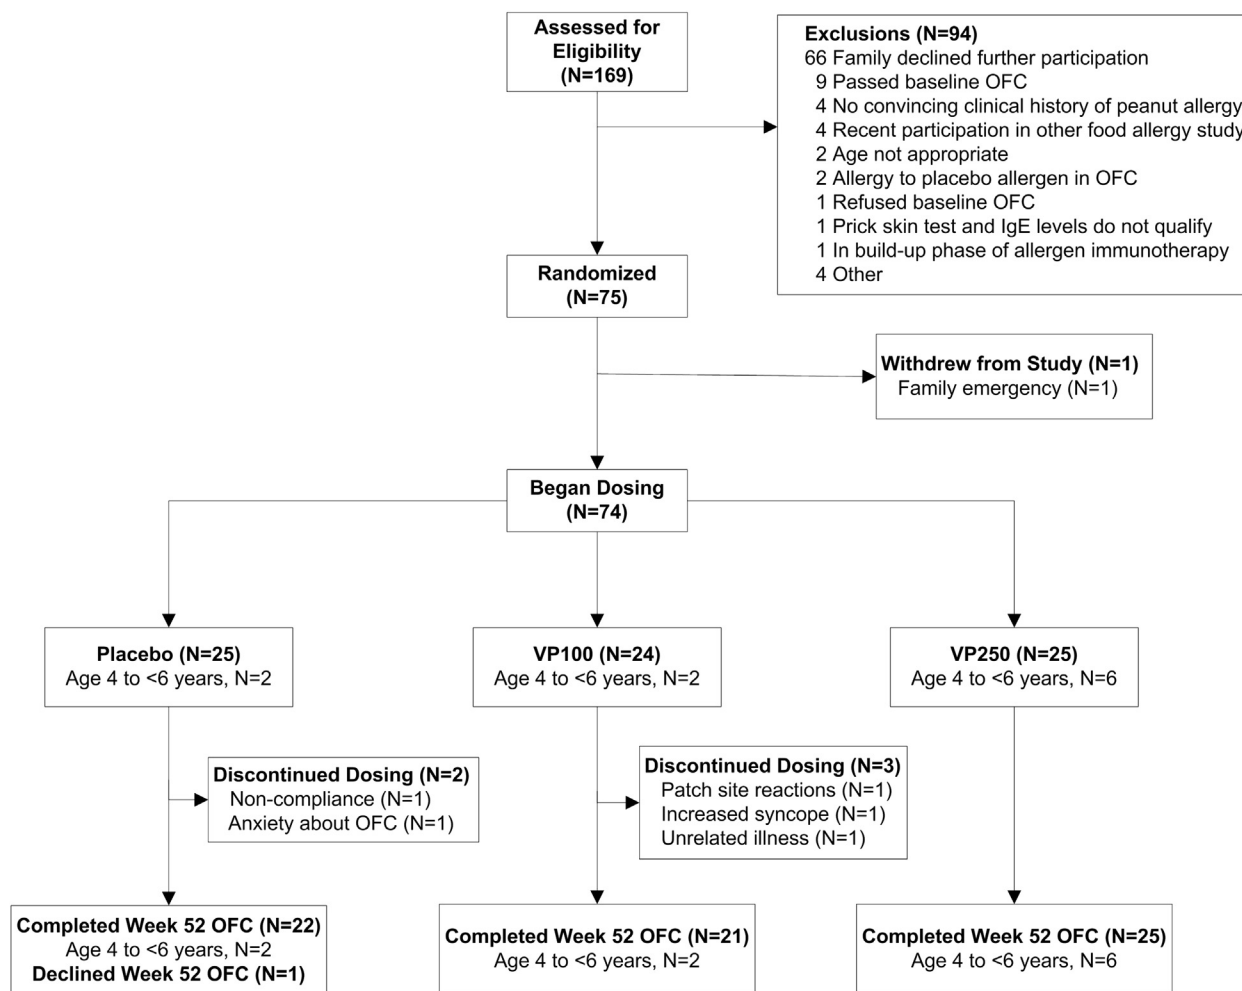 Assessed for
Eligibility
(N=169)
Exclusions (N=94)
66 Family declined further participation
9 Passed baseline OFC
4 No convincing clinical history of peanut allergy
4 Recent participation in other food allergy study
2 Age not appropriate
2 Allergy to placebo allergen in OFC
1 Refused baseline OFC
1 Prick skin test and IgE levels do not qualify
1 In build-up phase of allergen immunotherapy
4 Other
Randomized
(N=75)
Withdrew from Study (N=1)
Family emergency (N=1)
Began Dosing
(N=74)
Placebo (N=25)
Age 4 to <6 years, N=2
VP100 (N=24)
Age 4 to <6 years, N=2
VP250 (N=25)
Age 4 to <6 years, N=6
Discontinued Dosing (N=2)
Non-compliance (N=1)
Anxiety about OFC (N=1)
Discontinued Dosing (N=3)
Patch site reactions (N=1)
Increased syncope (N=1)
Unrelated illness (N=1)
Completed Week 52 OFC (N=22)
Age 4 to <6 years, N=2
Declined Week 52 OFC (N=1)
Completed Week 52 OFC (N=21)
Age 4 to <6 years, N=2
Completed Week 52 OFC (N=25)
Age 4 to <6 years, N=6